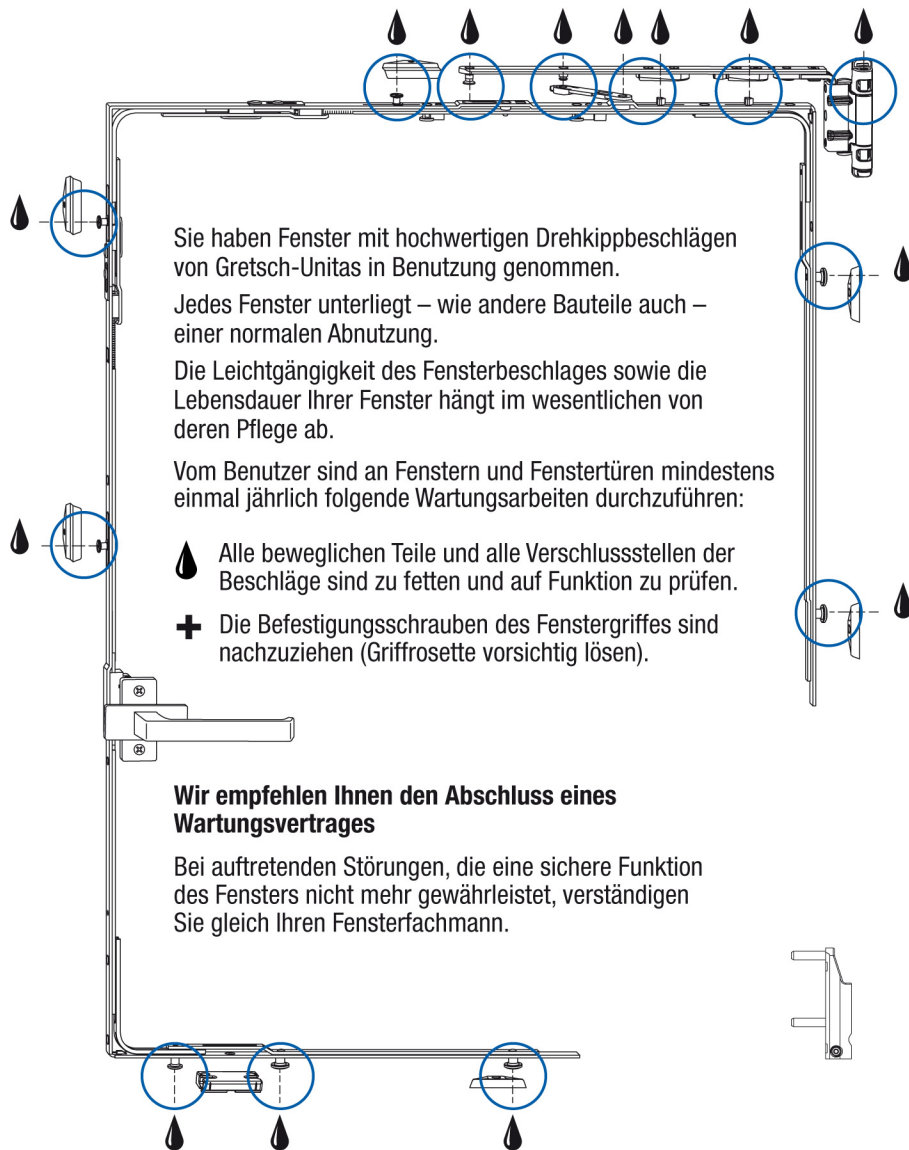 Sie haben Fenster mit hochwertigen Drehkippbeschlägen
von Gretsch-Unitas in Benutzung genommen.
Jedes Fenster unterliegt – wie andere Bauteile auch –
einer normalen Abnutzung.
Die Leichtgängigkeit des Fensterbeschlages sowie die
Lebensdauer Ihrer Fenster hängt im wesentlichen von
deren Pflege ab.
Vom Benutzer sind an Fenstern und Fenstertüren mindestens
einmal jährlich folgende Wartungsarbeiten durchzuführen:
Alle beweglichen Teile und alle Verschlussstellen der
Beschläge sind zu fetten und auf Funktion zu prüfen.
Die Befestigungsschrauben des Fenstergriffes sind
nachzuziehen (Griffrosette vorsichtig lösen).
Wir empfehlen Ihnen den Abschluss eines
Wartungsvertrages
Bei auftretenden Störungen, die eine sichere Funktion
des Fensters nicht mehr gewährleistet, verständigen
Sie gleich Ihren Fensterfachmann.